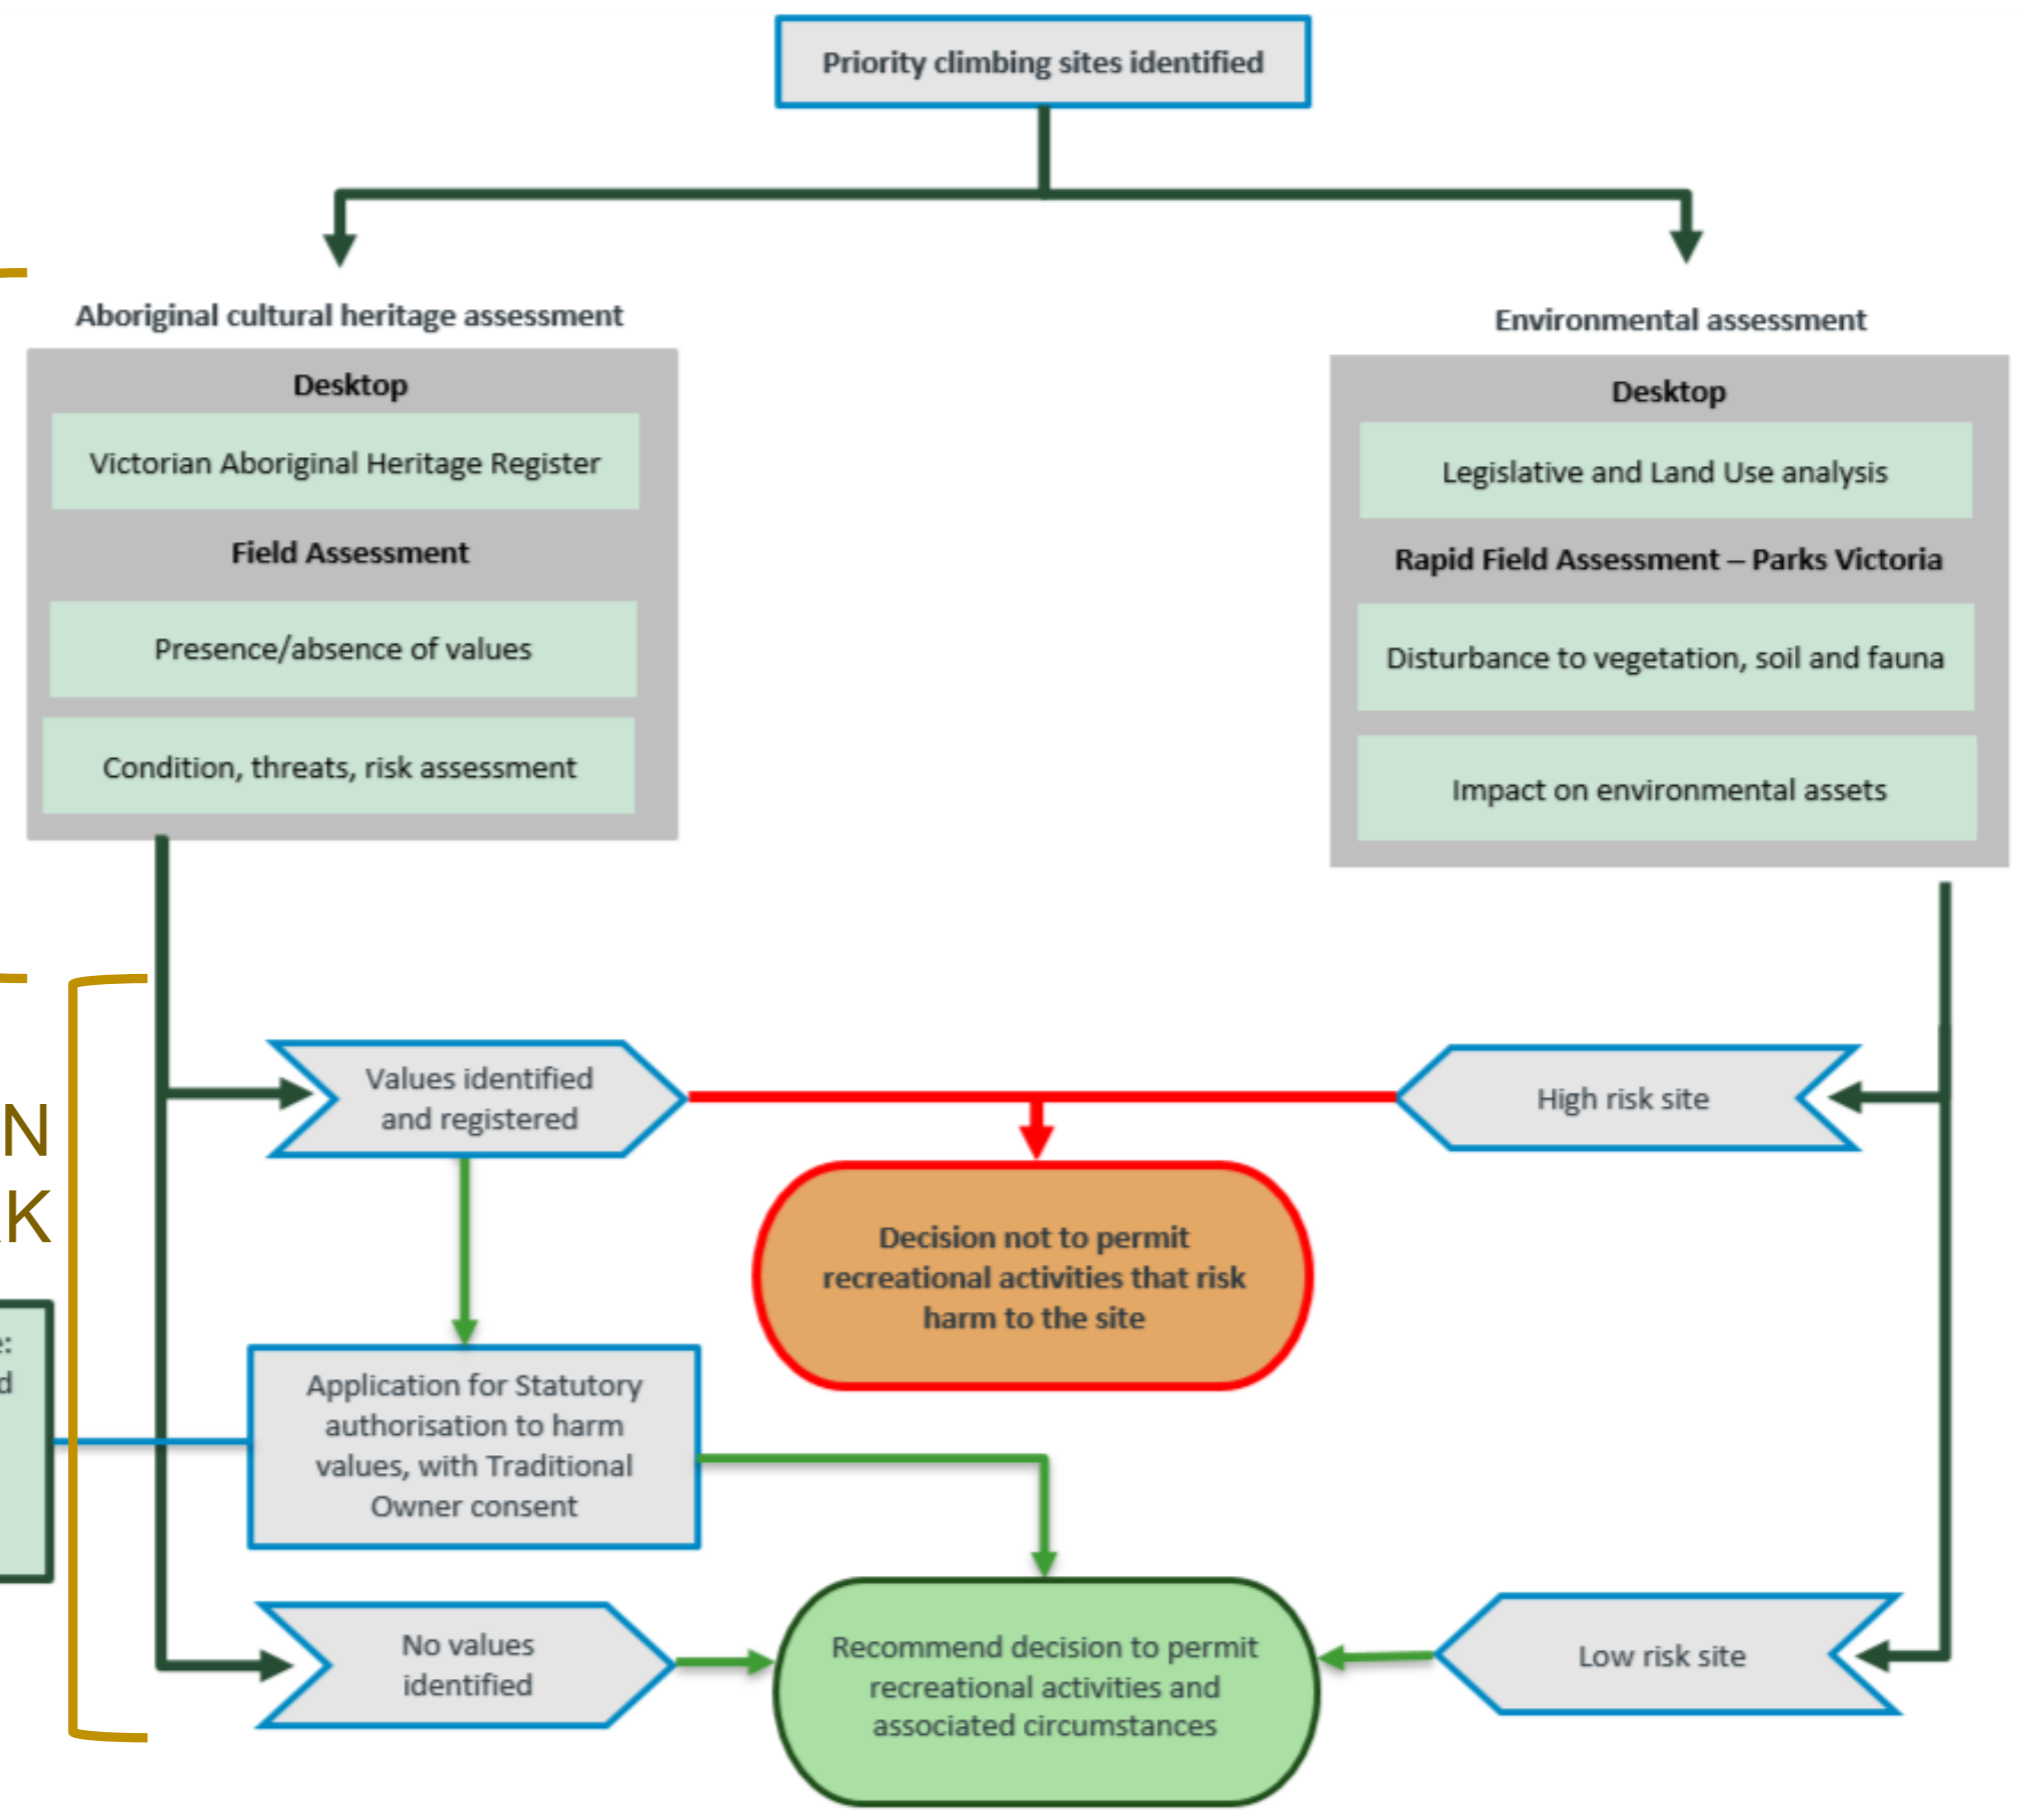 Priority climbing sites identified
Aboriginal cultural heritage assessment
Desktop
Victorian Aboriginal Heritage Register
Field Assessment
Presence/absence of values
Condition, threats, risk assessment
Environmental assessment
Desktop
Legislative and Land Use analysis
Rapid Field Assessment – Parks Victoria
Disturbance to vegetation, soil and fauna
Impact on environmental assets
Values identified
and registered
High risk site
N
K
Decision not to permit
recreational activities that risk
harm to the site
e:
d
Application for Statutory
authorisation to harm
values, with Traditional
Owner consent
No values
identified
Recommend decision to permit
recreational activities and
associated circumstances
Low risk site